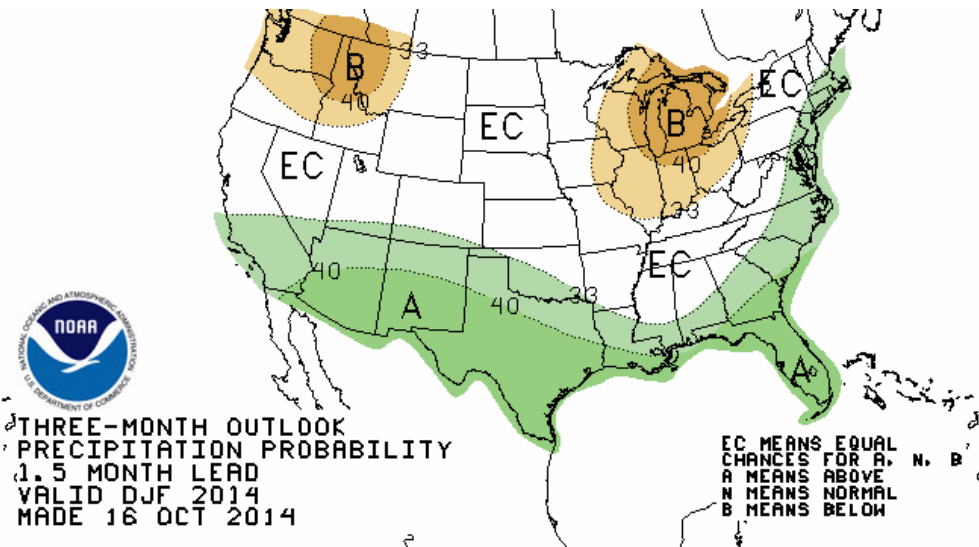 33
B
40
EC
EC
B
EC
40
33
EC
40
A
40
33
A
NATIONAL OCEANIC AND ATMOSPHERIC ADMINISTRATION
NOAA
U.S. DEPARTMENT OF COMMERCE
THREE-MONTH OUTLOOK
PRECIPITATION PROBABILITY
1.5 MONTH LEAD
VALID DJF 2014
MADE 16 OCT 2014
EC MEANS EQUAL
CHANCES FOR A, N, B
A MEANS ABOVE
N MEANS NORMAL
B MEANS BELOW